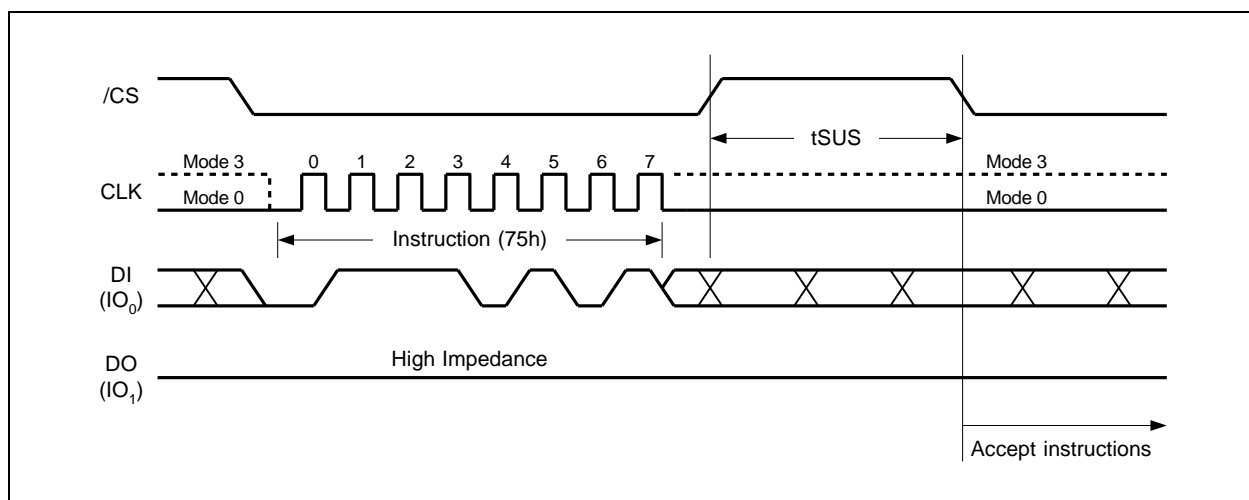 /CS
tSUS
Mode 3 0 1 2 3 4 5 6 7 Mode 3
CLK
Mode 0 Mode 0
Instruction (75h)
DI
(IO0)
High Impedance
DO
(IO1)
Accept instructions